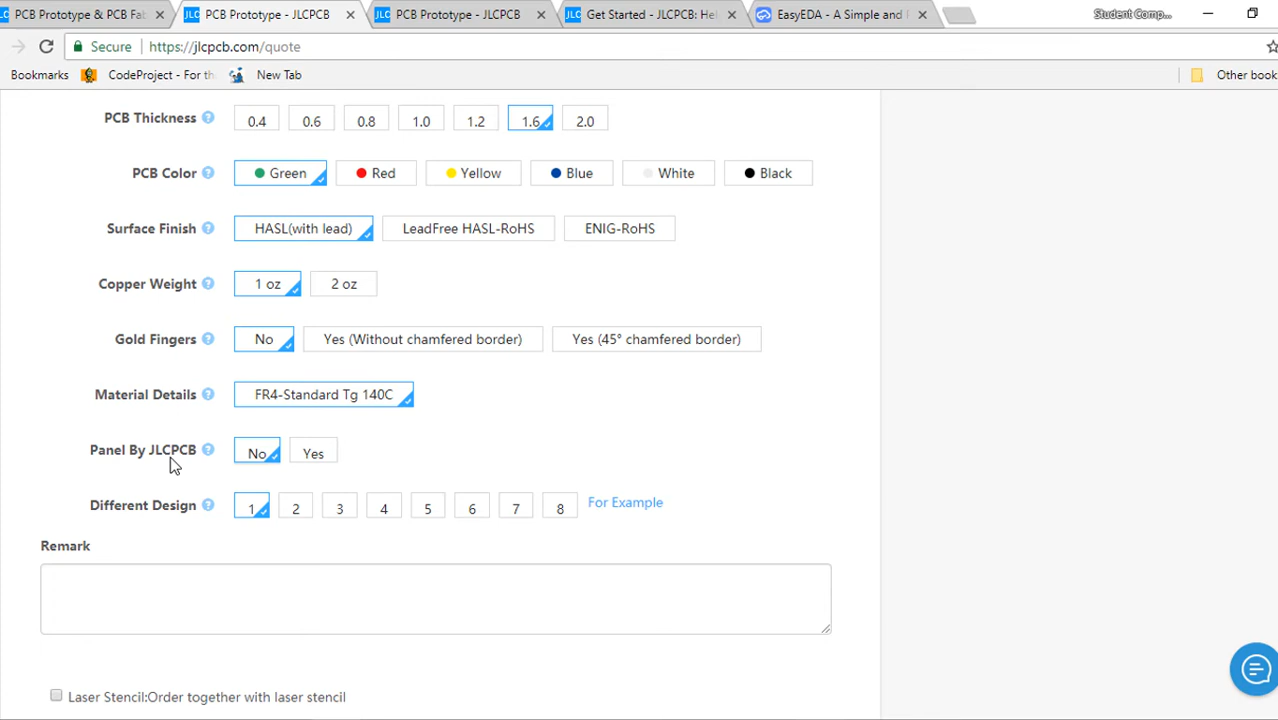 PCB Prototype & PCB Fab
PCB Prototype - JLCPCB
PCB Prototype - JLCPCB
Get Started - JLCPCB: Hel
EasyEDA - A Simple and P
Student Comp...
Secure
https://jlcpcb.com/quote
Bookmarks
CodeProject - For th
New Tab
Other book
PCB Thickness ? 0.4 0.6 0.8 1.0 1.2 1.6 2.0
PCB Color ? Green Red Yellow Blue White Black
Surface Finish ? HASL(with lead) LeadFree HASL-RoHS ENIG-RoHS
Copper Weight ? 1 oz 2 oz
Gold Fingers ? No Yes (Without chamfered border) Yes (45° chamfered border)
Material Details ? FR4-Standard Tg 140C
Panel By JLCPCB ? No Yes
Different Design ? 1 2 3 4 5 6 7 8 For Example
Remark
Laser Stencil:Order together with laser stencil